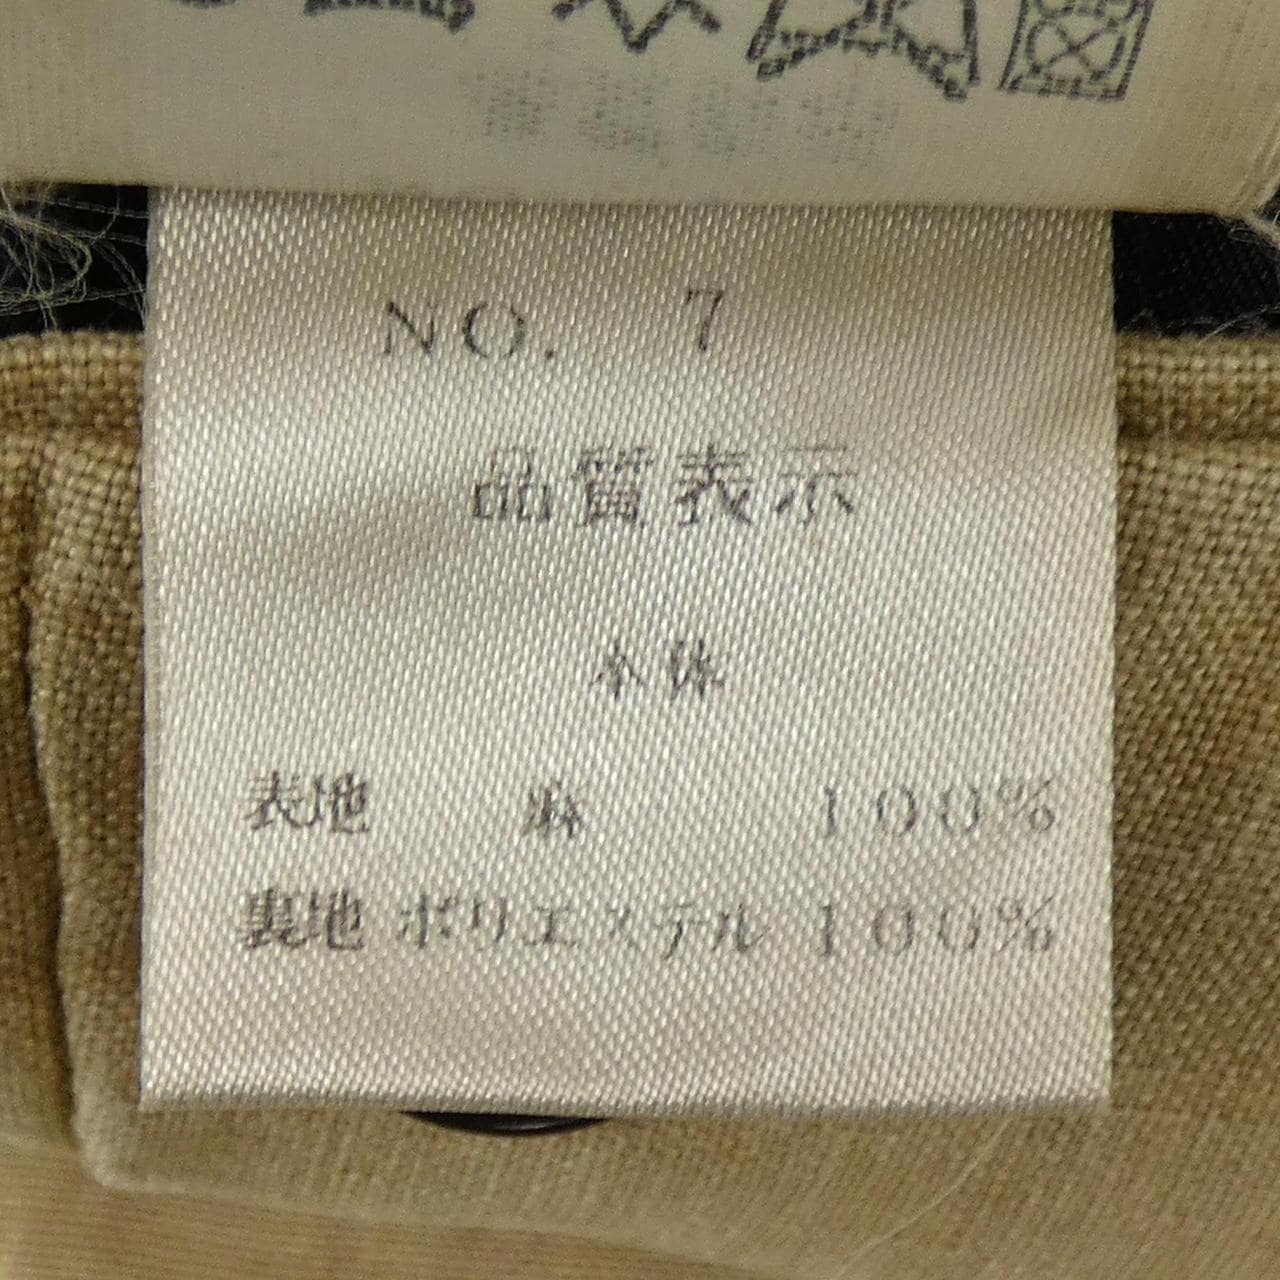 NO. 7
品質表示
本体
表地 麻 100%
裏地 ポリエステル 100%